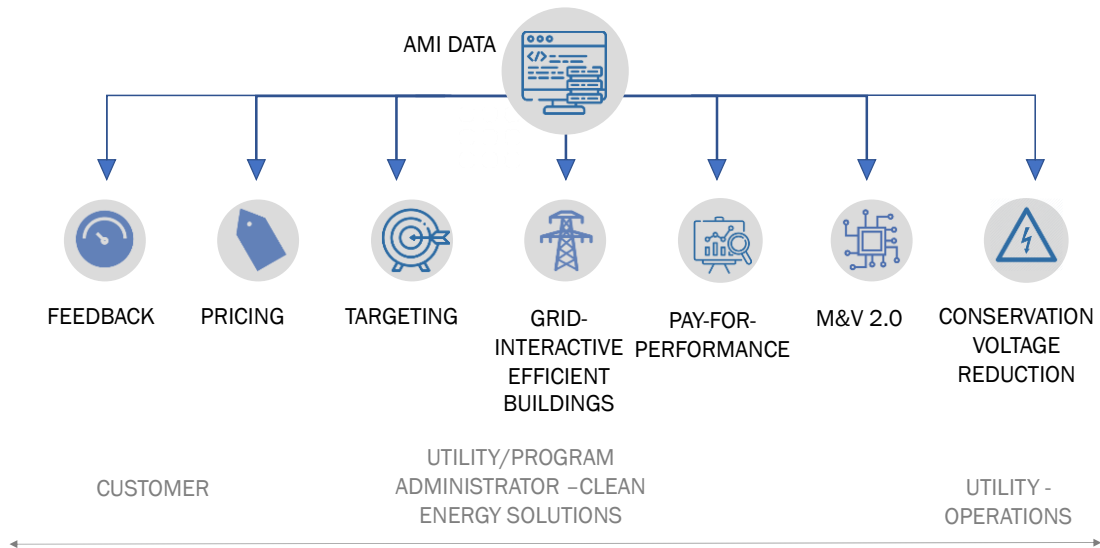 AMI DATA
</>
FEEDBACK
PRICING
TARGETING
GRID-
INTERACTIVE
EFFICIENT
BUILDINGS
PAY-FOR-
PERFORMANCE
M&V 2.0
CONSERVATION
VOLTAGE
REDUCTION
CUSTOMER
UTILITY/PROGRAM
ADMINISTRATOR –CLEAN
ENERGY SOLUTIONS
UTILITY -
OPERATIONS